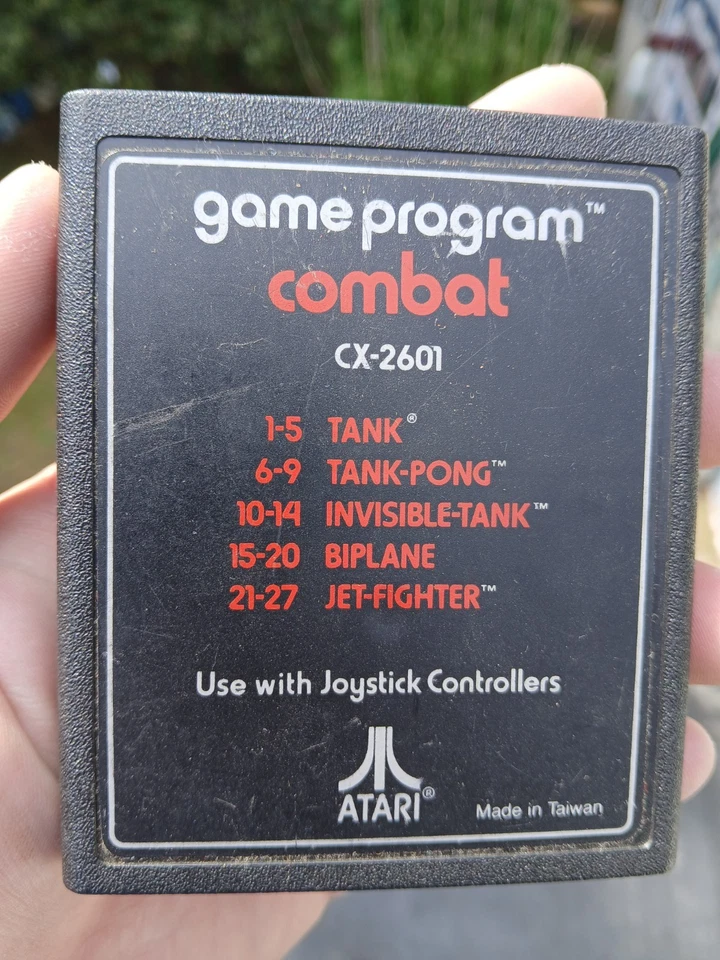 game program™
combat
CX-2601
1-5 TANK®
6-9 TANK-PONG™
10-14 INVISIBLE-TANK™
15-20 BIPLANE
21-27 JET-FIGHTER™
Use with Joystick Controllers
ATARI®
Made in Taiwan